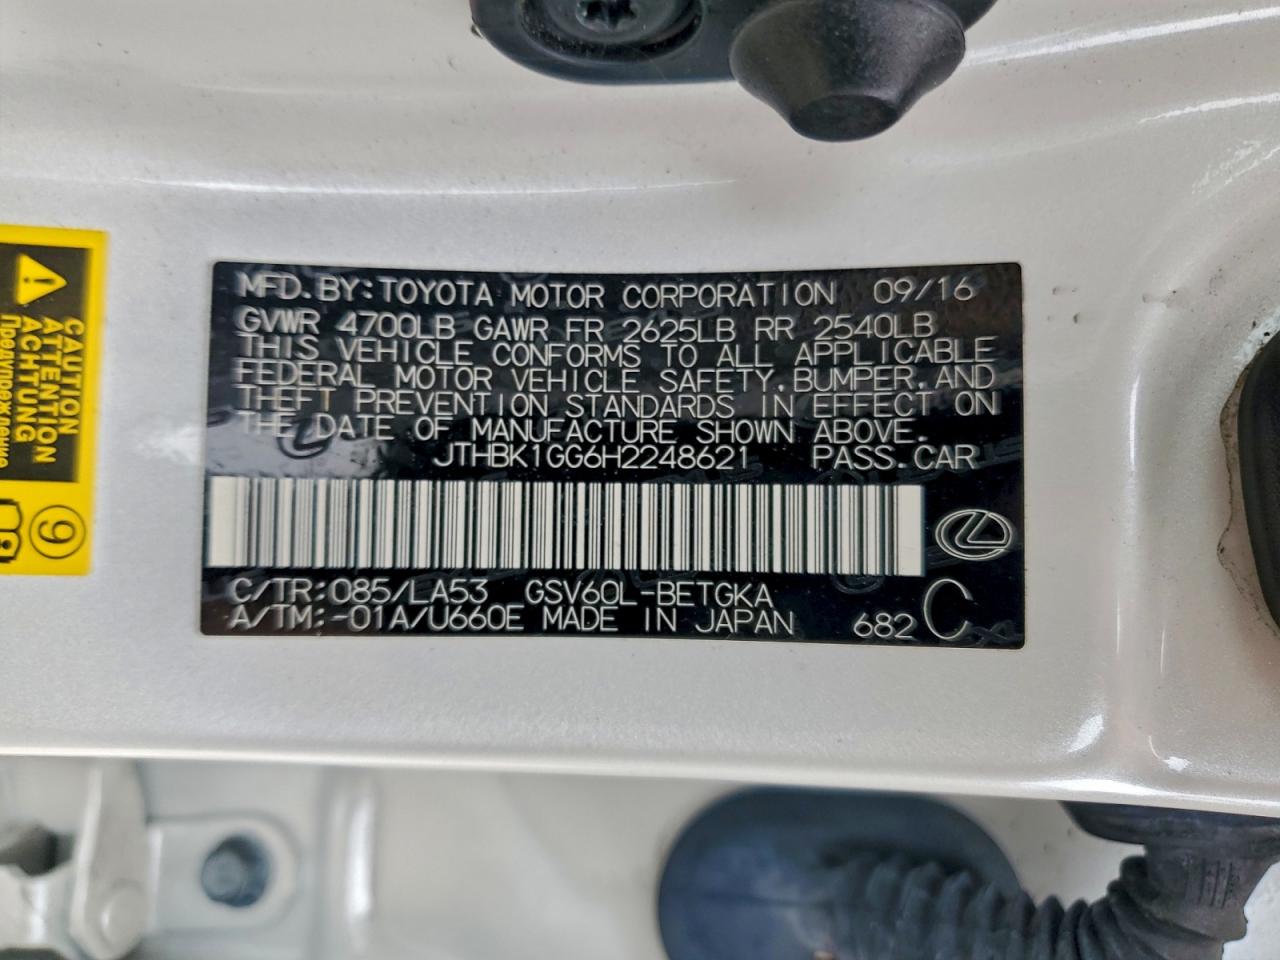 MFD.BY:TOYOTA MOTOR CORPORATION 09/16
GVWR 4700LB GAWR FR 2625LB RR 2540LB
THIS VEHICLE CONFORMS TO ALL APPLICABLE
FEDERAL MOTOR VEHICLE SAFETY,BUMPER,AND
THEFT PREVENTION STANDARDS IN EFFECT ON
THE DATE OF MANUFACTURE SHOWN ABOVE.
JTHBK1GG6H2248621 PASS.CAR
C/TR:085/LA53 GSV60L-BETGKA
A/TM:-01A/U660E MADE IN JAPAN 682 C
CAUTION
ATTENTION
ACHTUNG
Предупреждение
9